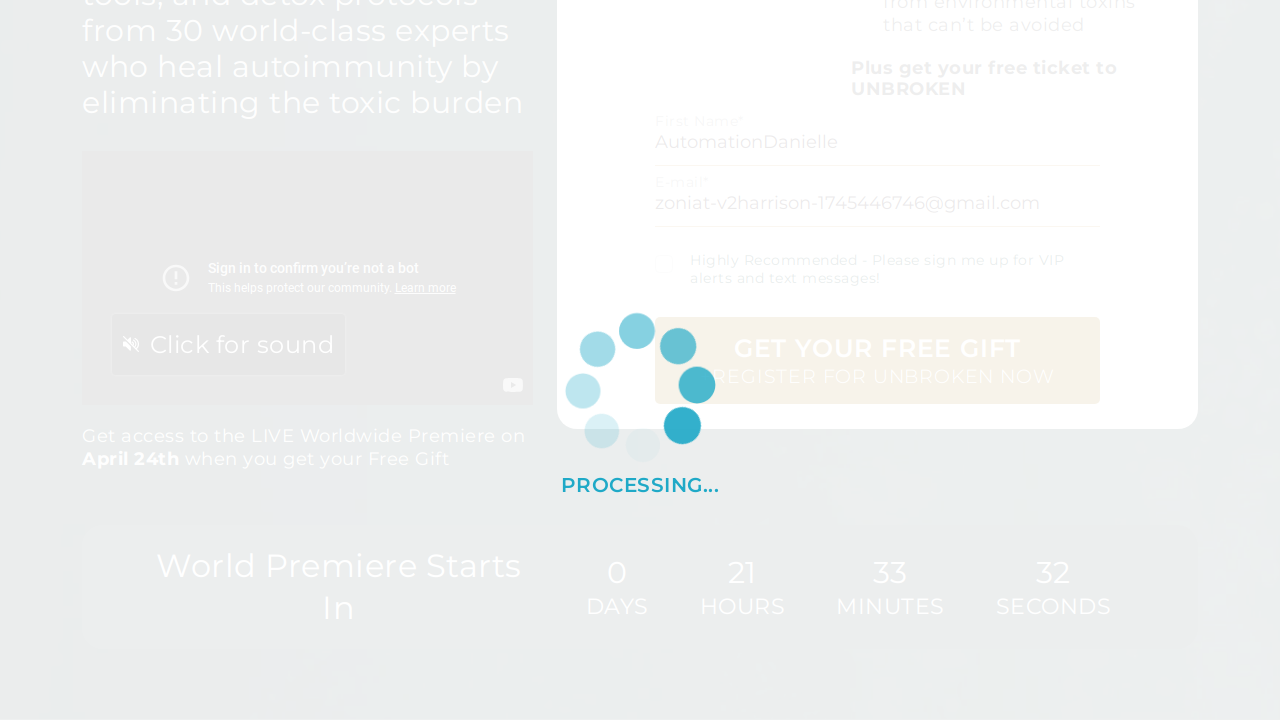 tools, and detox protocols
from 30 world-class experts
who heal autoimmunity by
eliminating the toxic burden
Sign in to confirm you're not a bot
This helps protect our community. Learn more
Click for sound
Get access to the LIVE Worldwide Premiere on
April 24th when you get your Free Gift
from environmental toxins
that can't be avoided
Plus get your free ticket to
UNBROKEN
First Name*
AutomationDanielle
E-mail*
zoniat-v2harrison-1745446746@gmail.com
Highly Recommended - Please sign me up for VIP
alerts and text messages!
GET YOUR FREE GIFT
REGISTER FOR UNBROKEN NOW
PROCESSING...
World Premiere Starts
In
0 21 33 32
DAYS HOURS MINUTES SECONDS